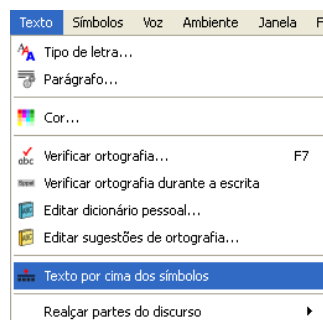 Texto Símbolos Voz Ambiente Janela F
Tipo de letra...
Parágrafo...
Cor...
abc Verificar ortografia... F7
Verificar ortografia durante a escrita
Editar dicionário pessoal...
Editar sugestões de ortografia...
Texto por cima dos símbolos
Realçar partes do discurso